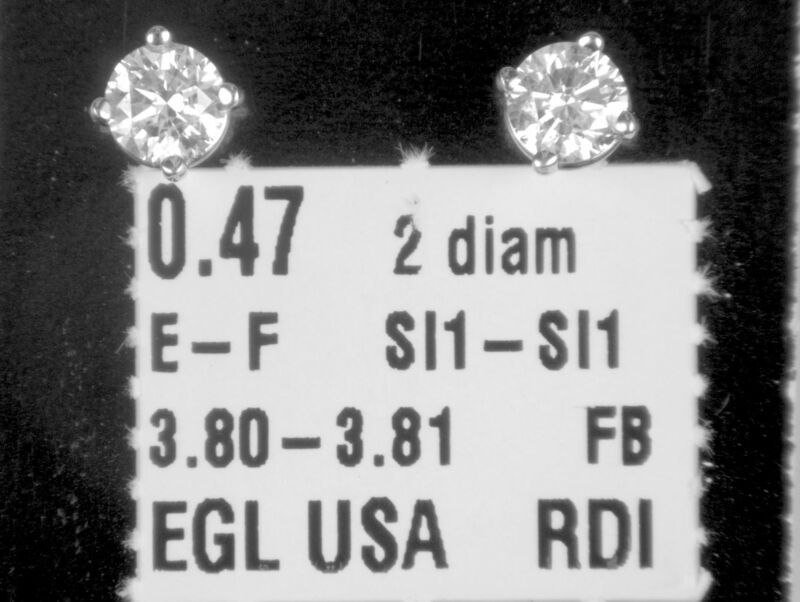 0.47 2 diam
E-F SI1-SI1
3.80-3.81 FB
EGL USA RDI